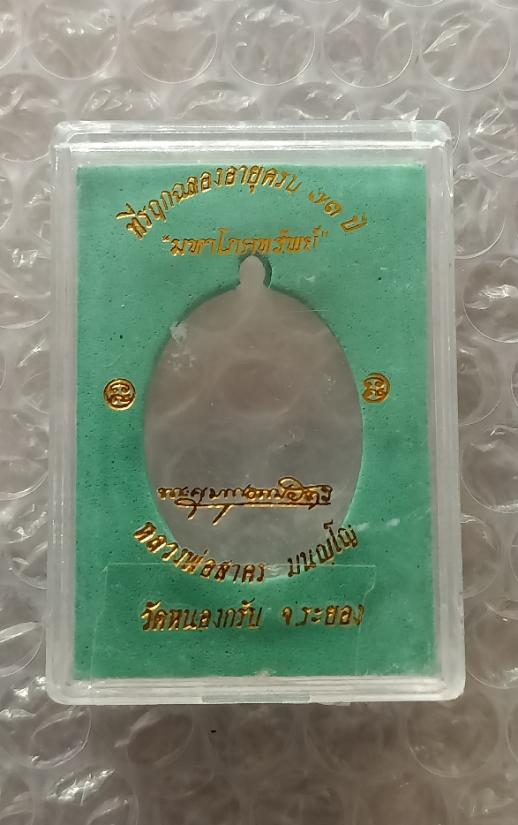 ที่รฤกฉลองอายุครบ ๗๓ ปี
"มหาโภคทรัพย์"
หลวงพ่อสาคร มนุญฺโญ
วัดหนองกรับ จ.ระยอง